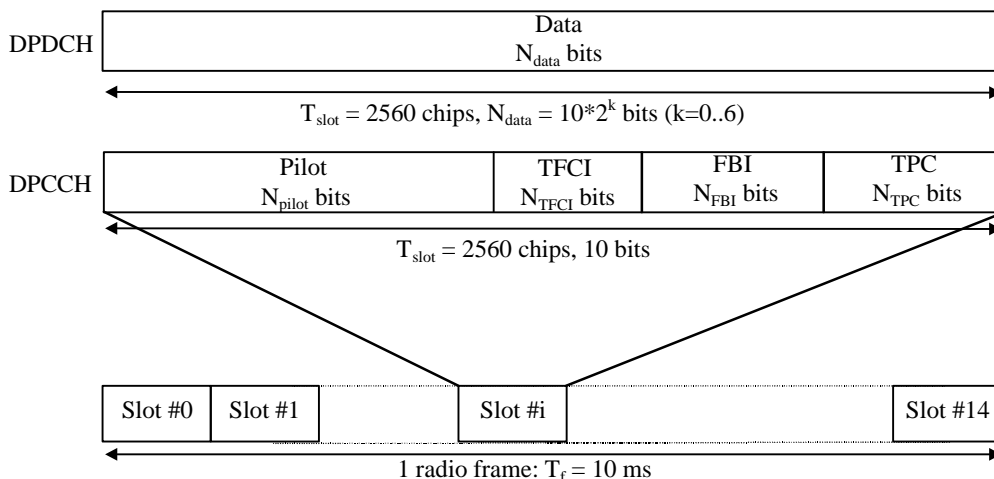 Data
DPDCH
N_data bits
T_slot = 2560 chips, N_data = 10*2^k bits (k=0..6)
DPCCH
Pilot
N_pilot bits
TFCI
N_TFCI bits
FBI
N_FBI bits
TPC
N_TPC bits
T_slot = 2560 chips, 10 bits
Slot #0
Slot #1
Slot #i
Slot #14
1 radio frame: T_f = 10 ms